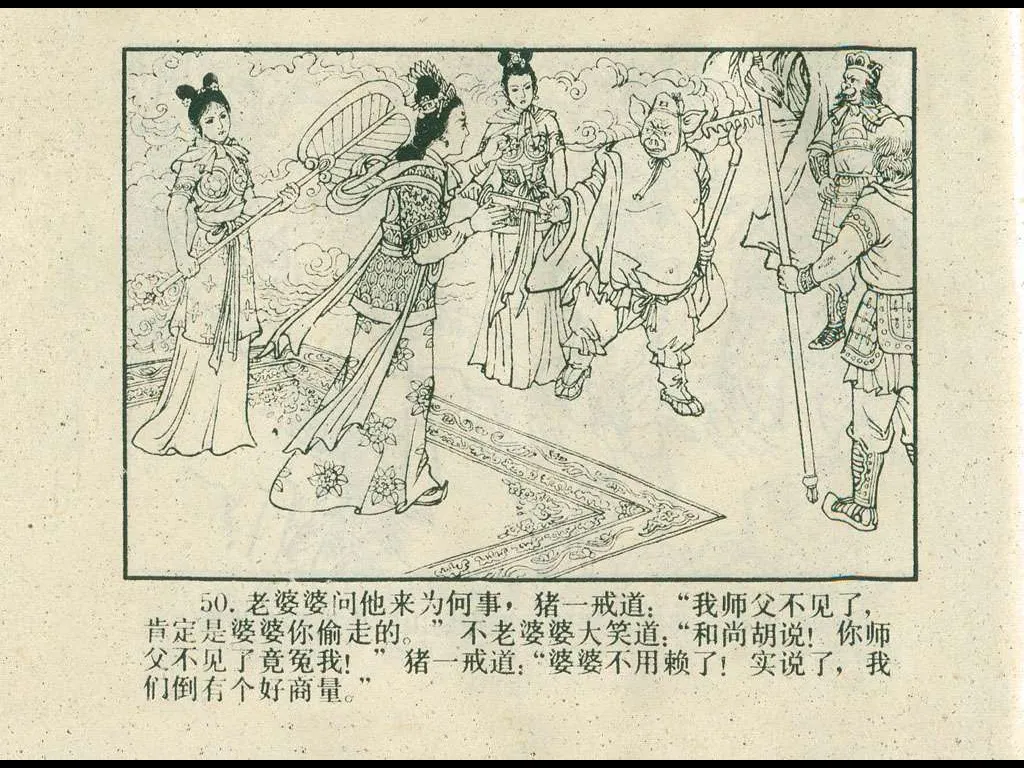 50. 老婆婆问他来为何事，猪一戒道：“我师父不见了，
肯定是婆婆你偷走的。”不老婆婆大笑道：“和尚胡说！你师
父不见了竟冤我！”猪一戒道：“婆婆不用赖了！实说了，我
们倒有个好商量。”